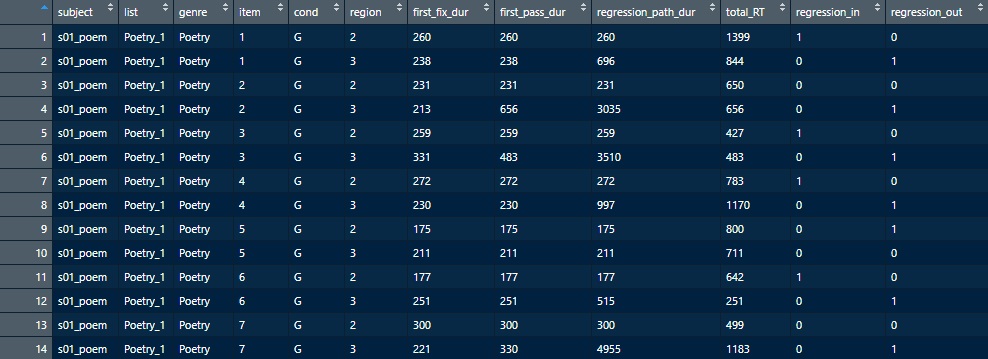 subject list genre item cond region first_fix_dur first_pass_dur regression_path_dur total_RT regression_in regression_out
1 s01_poem Poetry_1 Poetry 1 G 2 260 260 260 1399 1 0
2 s01_poem Poetry_1 Poetry 1 G 3 238 238 696 844 0 1
3 s01_poem Poetry_1 Poetry 2 G 2 231 231 231 650 0 0
4 s01_poem Poetry_1 Poetry 2 G 3 213 656 3035 656 0 1
5 s01_poem Poetry_1 Poetry 3 G 2 259 259 259 427 1 0
6 s01_poem Poetry_1 Poetry 3 G 3 331 483 3510 483 0 1
7 s01_poem Poetry_1 Poetry 4 G 2 272 272 272 783 1 0
8 s01_poem Poetry_1 Poetry 4 G 3 230 230 997 1170 0 1
9 s01_poem Poetry_1 Poetry 5 G 2 175 175 175 800 0 1
10 s01_poem Poetry_1 Poetry 5 G 3 211 211 211 711 0 0
11 s01_poem Poetry_1 Poetry 6 G 2 177 177 177 642 1 0
12 s01_poem Poetry_1 Poetry 6 G 3 251 251 515 251 0 1
13 s01_poem Poetry_1 Poetry 7 G 2 300 300 300 499 0 0
14 s01_poem Poetry_1 Poetry 7 G 3 221 330 4955 1183 0 1